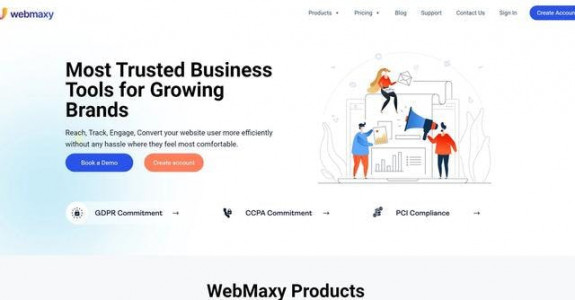 webmaxy
Products Pricing Blog Support Contact Us Sign In Create Accoun
Most Trusted Business
Tools for Growing
Brands
Reach, Track, Engage, Convert your website user more efficiently
without any hassle where they feel most comfortable.
Book a Demo Create account
GDPR Commitment → CCPA Commitment → PCI Compliance →
WebMaxy Products